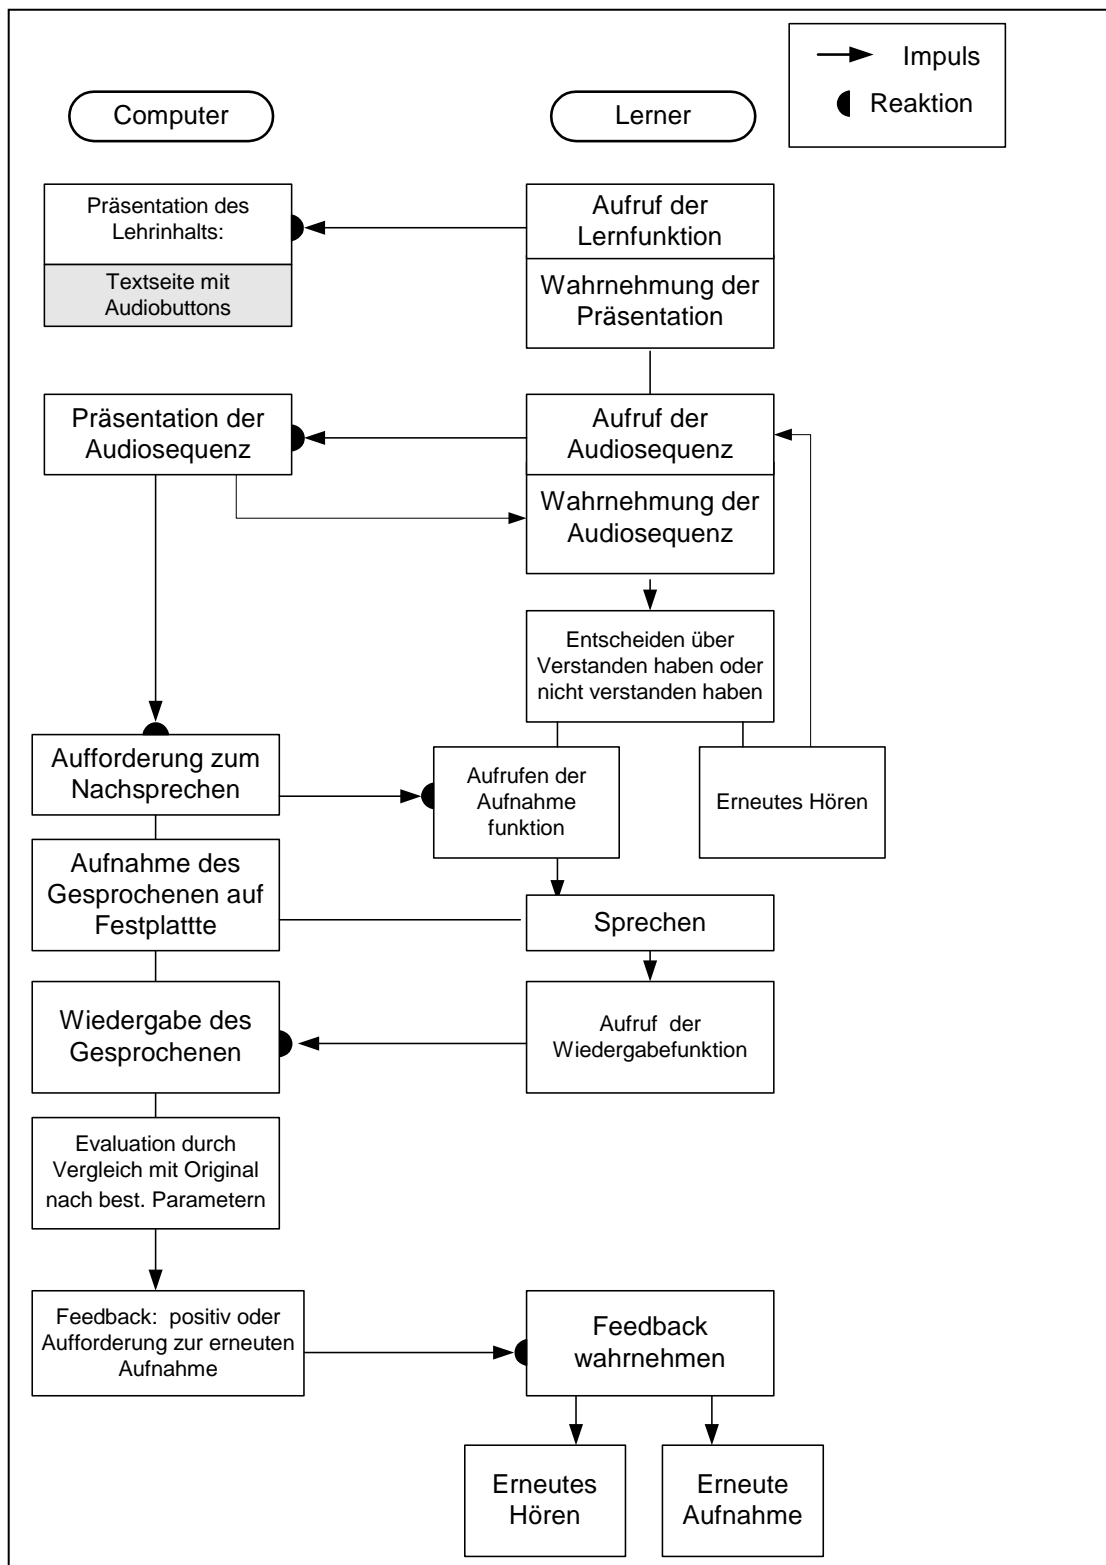 Impuls
Reaktion
Computer
Lerner
Präsentation des
Lehrinhalts:
Textseite mit
Audiobuttons
Aufruf der
Lernfunktion
Wahrnehmung der
Präsentation
Präsentation der
Audiosequenz
Aufruf der
Audiosequenz
Wahrnehmung der
Audiosequenz
Entscheiden über
Verstanden haben oder
nicht verstanden haben
Aufforderung zum
Nachsprechen
Aufrufen der
Aufnahme
funktion
Erneutes Hören
Aufnahme des
Gesprochenen auf
Festplattte
Sprechen
Wiedergabe des
Gesprochenen
Aufruf der
Wiedergabefunktion
Evaluation durch
Vergleich mit Original
nach best. Parametern
Feedback: positiv oder
Aufforderung zur erneuten
Aufnahme
Feedback
wahrnehmen
Erneutes
Hören
Erneute
Aufnahme